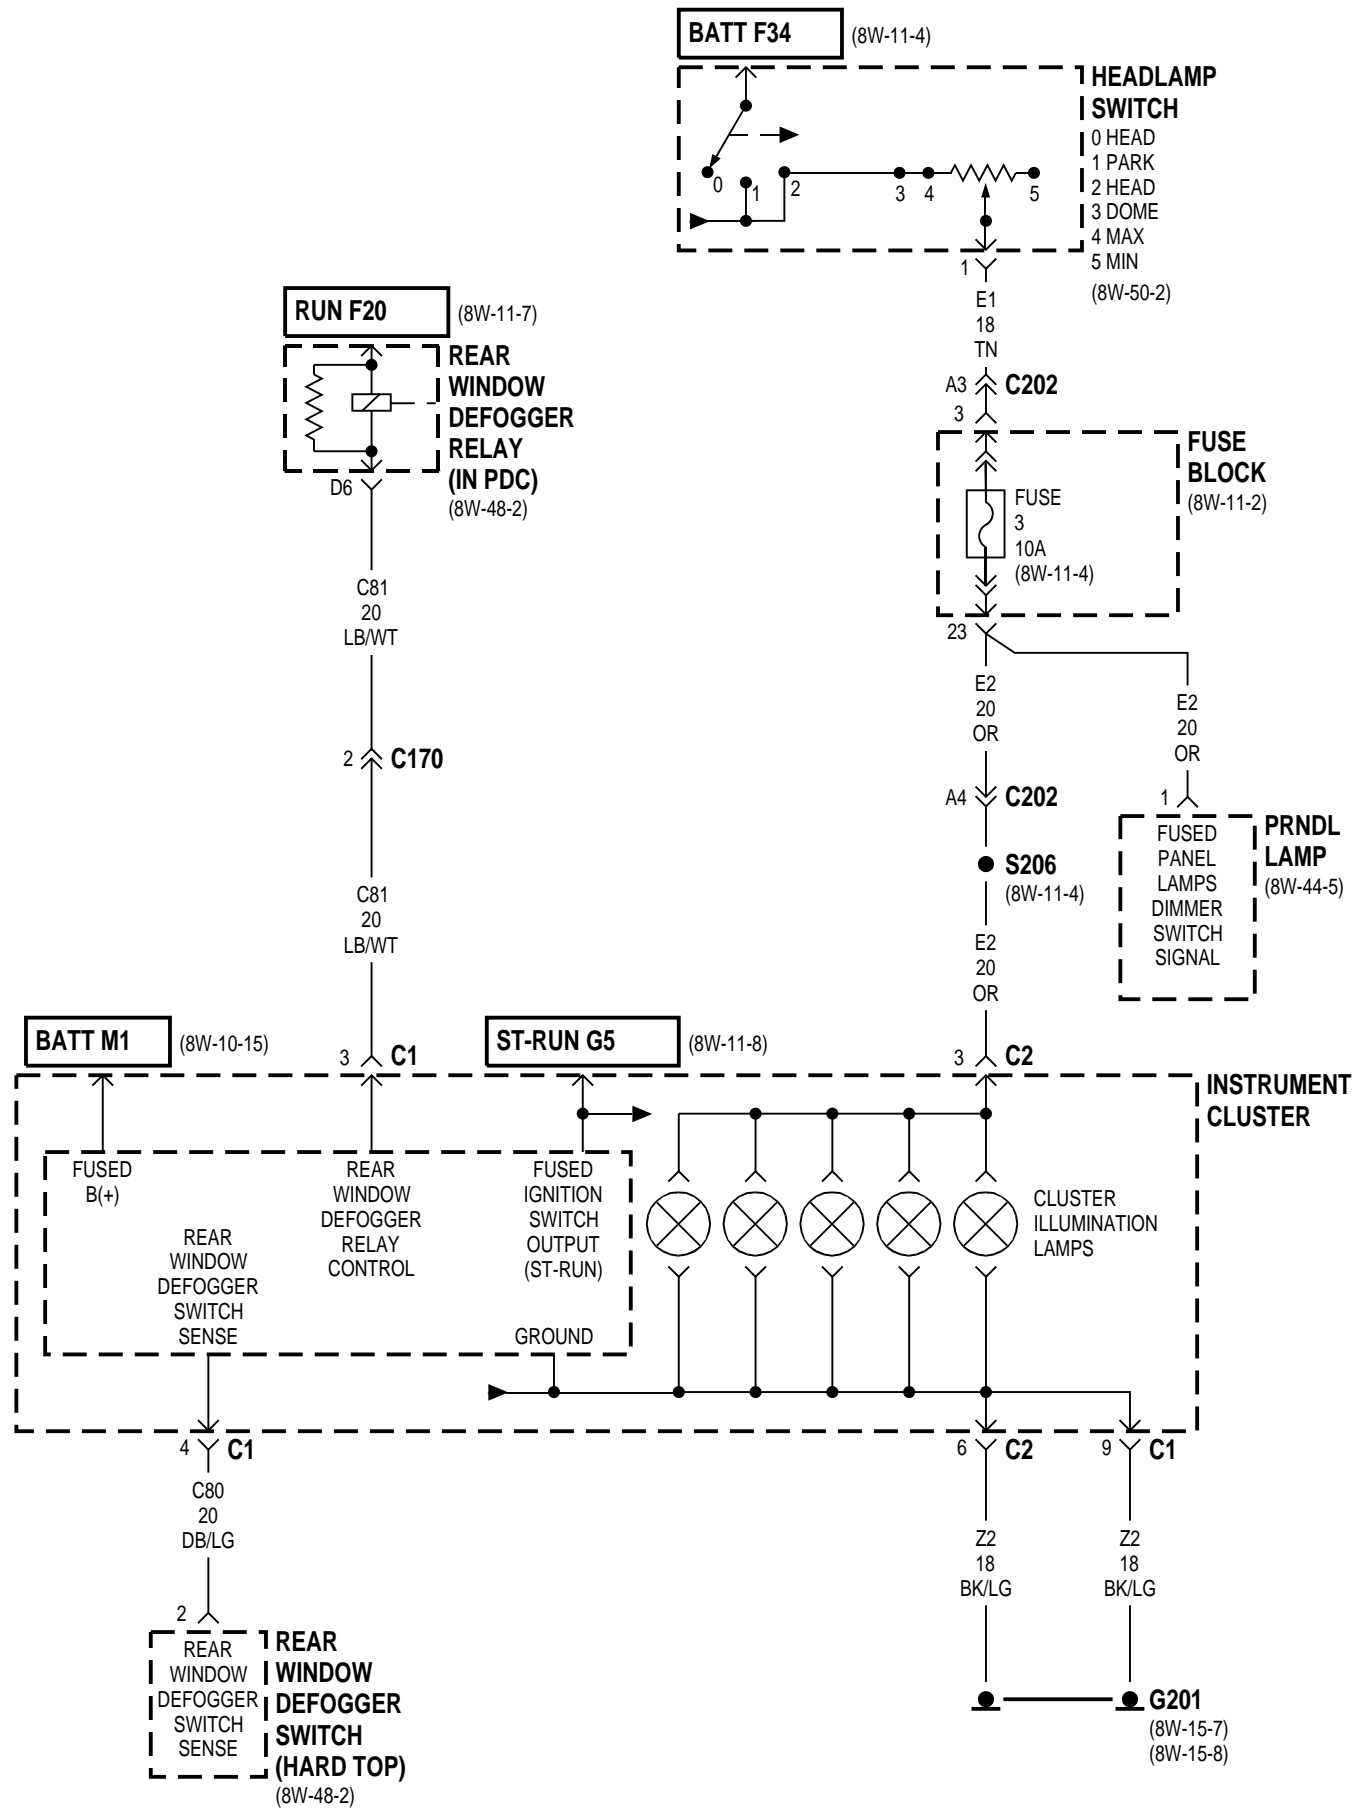 BATT F34
(8W-11-4)
HEADLAMP
SWITCH
0 HEAD
1 PARK
2 HEAD
3 DOME
4 MAX
5 MIN
(8W-50-2)
0
1
2
3
4
5
1
E1
18
TN
A3
C202
3
RUN F20
(8W-11-7)
REAR
WINDOW
DEFOGGER
RELAY
(IN PDC)
(8W-48-2)
D6
C81
20
LB/WT
2
C170
C81
20
LB/WT
FUSE
BLOCK
(8W-11-2)
FUSE
3
10A
(8W-11-4)
23
E2
20
OR
E2
20
OR
A4
C202
1
S206
(8W-11-4)
FUSED
PANEL
LAMPS
DIMMER
SWITCH
SIGNAL
PRNDL
LAMP
(8W-44-5)
E2
20
OR
BATT M1
(8W-10-15)
3
C1
ST-RUN G5
(8W-11-8)
3
C2
INSTRUMENT
CLUSTER
FUSED
B(+)
REAR
WINDOW
DEFOGGER
RELAY
CONTROL
FUSED
IGNITION
SWITCH
OUTPUT
(ST-RUN)
REAR
WINDOW
DEFOGGER
SWITCH
SENSE
GROUND
CLUSTER
ILLUMINATION
LAMPS
4
C1
6
C2
9
C1
C80
20
DB/LG
Z2
18
BK/LG
Z2
18
BK/LG
2
REAR
WINDOW
DEFOGGER
SWITCH
SENSE
REAR
WINDOW
DEFOGGER
SWITCH
(HARD TOP)
(8W-48-2)
G201
(8W-15-7)
(8W-15-8)